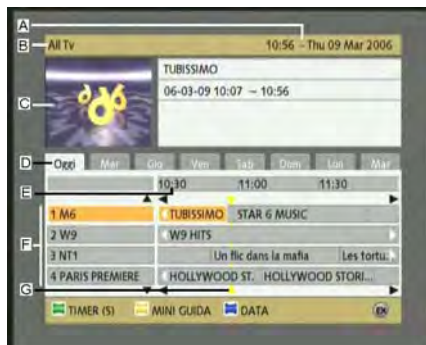 A
B All Tv 10:56 - Thu 09 Mar 2006
TUBISSIMO
06-03-09 10:07 - 10:56
C
D Oggi Mer Gio Ven Sab Dom Lun Mar
E 10:30 11:00 11:30
1 M6 TUBISSIMO STAR 6 MUSIC
2 W9 W9 HITS
F
3 NT1 Un flic dans la mafia Les tortu.
4 PARIS PREMIERE HOLLYWOOD ST. HOLLYWOOD STORI...
G
TIMER (S) MINI GUIDA DATA EX